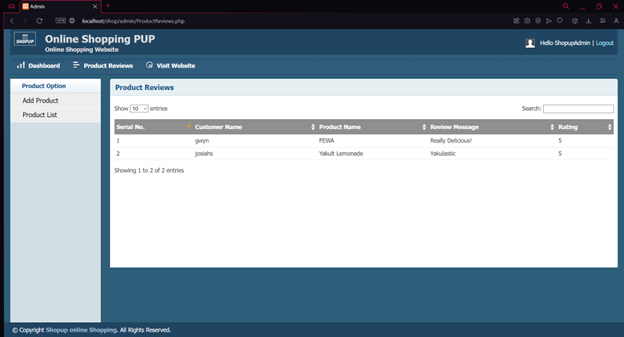 Admin
VPN
localhost/shop/admin/ProductReviews.php
SHOPUP
Online Shopping PUP
Online Shopping Website
Hello ShopupAdmin | Logout
Dashboard Product Reviews Visit Website
Product Option
Add Product
Product List
Product Reviews
Show 10 entries Search:
Serial No. Customer Name Product Name Review Message Rating
1 gwyn FEWA Really Delicious! 5
2 josiahs Yakult Lemonade Yakulastic 5
Showing 1 to 2 of 2 entries
© Copyright Shopup online Shopping. All Rights Reserved.